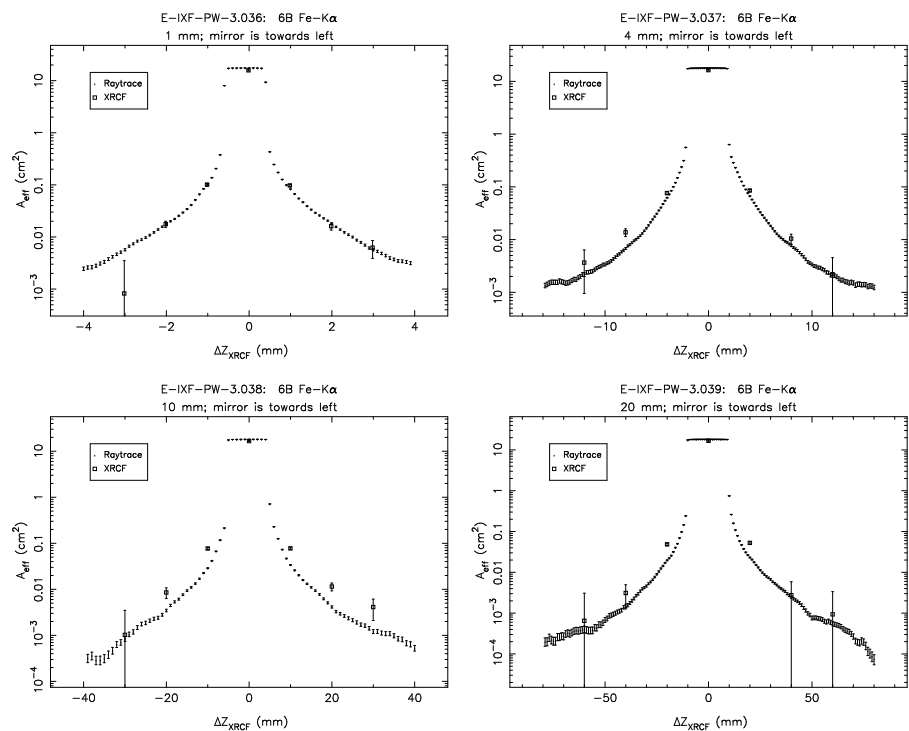 E-IXF-PW-3.036: 6B Fe-Kα
1 mm; mirror is towards left
Raytrace
XRCF
A_eff (cm²)
10
1
0.1
0.01
10⁻³
−4 −2 0 2 4
ΔZ_XRCF (mm)
E-IXF-PW-3.037: 6B Fe-Kα
4 mm; mirror is towards left
Raytrace
XRCF
A_eff (cm²)
10
1
0.1
0.01
10⁻³
−10 0 10
ΔZ_XRCF (mm)
E-IXF-PW-3.038: 6B Fe-Kα
10 mm; mirror is towards left
Raytrace
XRCF
A_eff (cm²)
10
1
0.1
0.01
10⁻³
10⁻⁴
−40 −20 0 20 40
ΔZ_XRCF (mm)
E-IXF-PW-3.039: 6B Fe-Kα
20 mm; mirror is towards left
Raytrace
XRCF
A_eff (cm²)
10
1
0.1
0.01
10⁻³
10⁻⁴
−50 0 50
ΔZ_XRCF (mm)